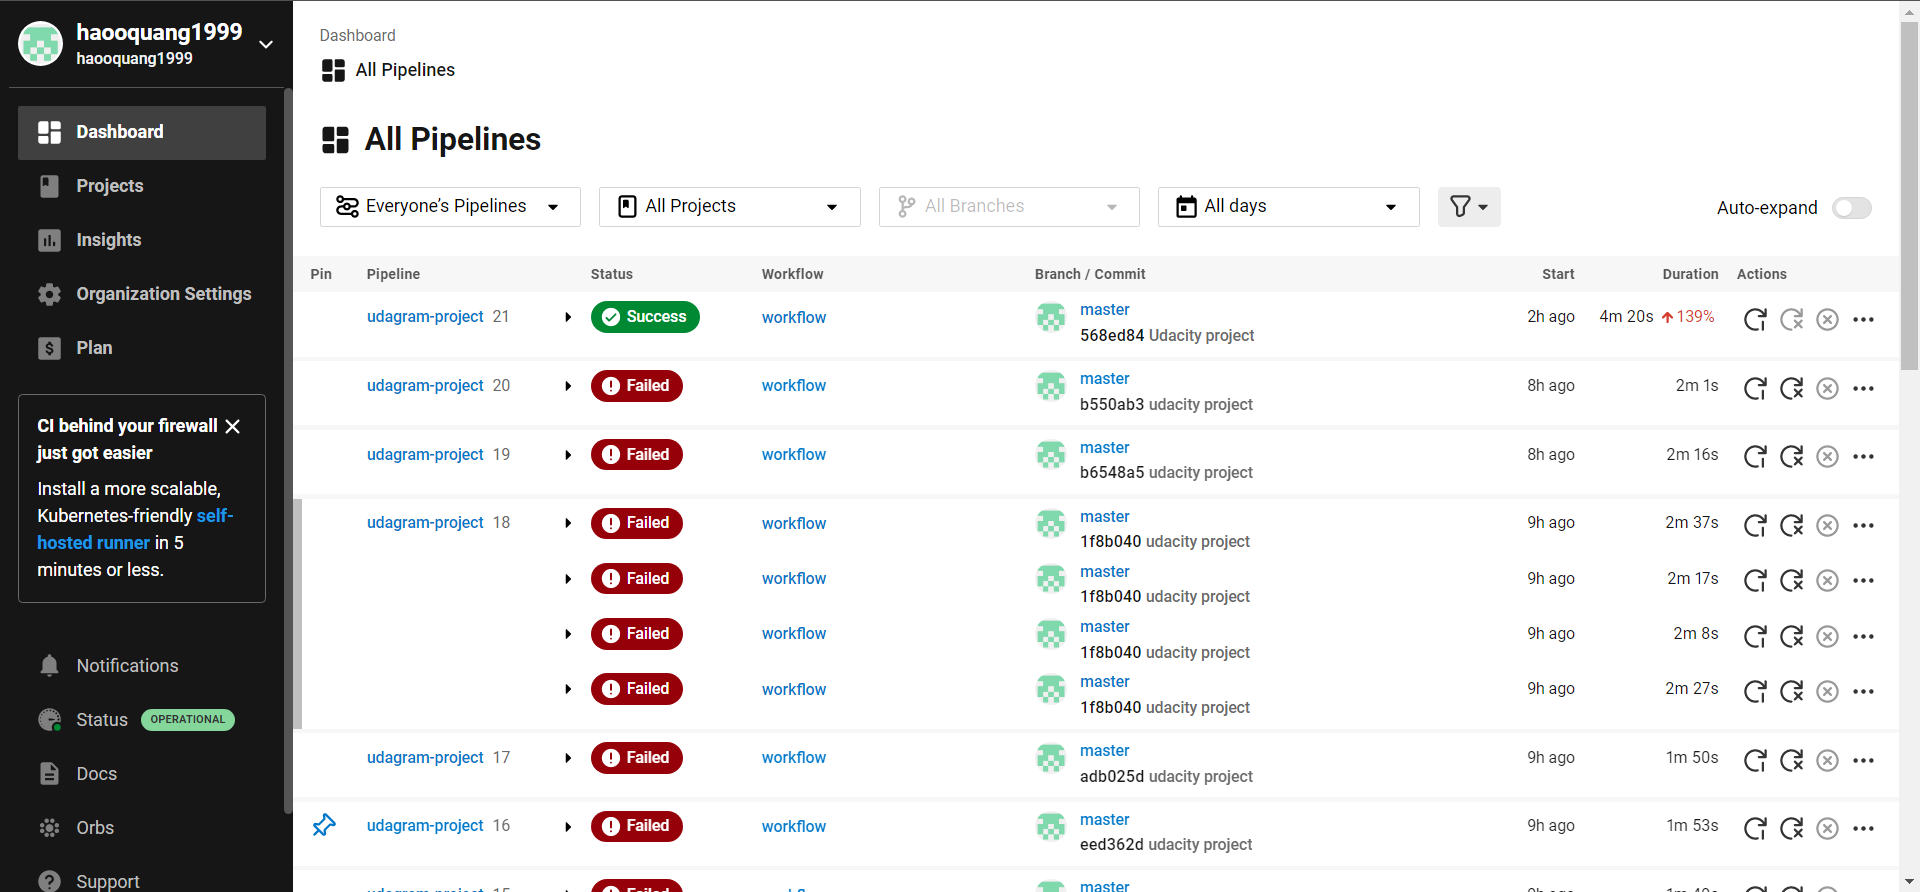 haooquang1999
haooquang1999
Dashboard
Projects
Insights
Organization Settings
Plan
CI behind your firewall
just got easier
Install a more scalable,
Kubernetes-friendly self-
hosted runner in 5
minutes or less.
Notifications
Status OPERATIONAL
Docs
Orbs
Support
Dashboard
All Pipelines
All Pipelines
Everyone's Pipelines All Projects All Branches All days Auto-expand
Pin Pipeline Status Workflow Branch / Commit Start Duration Actions
udagram-project 21 Success workflow master 2h ago 4m 20s 139%
568ed84 Udacity project
udagram-project 20 Failed workflow master 8h ago 2m 1s
b550ab3 udacity project
udagram-project 19 Failed workflow master 8h ago 2m 16s
b6548a5 udacity project
udagram-project 18 Failed workflow master 9h ago 2m 37s
1f8b040 udacity project
Failed workflow master 9h ago 2m 17s
1f8b040 udacity project
Failed workflow master 9h ago 2m 8s
1f8b040 udacity project
Failed workflow master 9h ago 2m 27s
1f8b040 udacity project
udagram-project 17 Failed workflow master 9h ago 1m 50s
adb025d udacity project
udagram-project 16 Failed workflow master 9h ago 1m 53s
eed362d udacity project
master